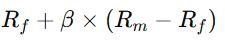 R_f + β × (R_m − R_f)